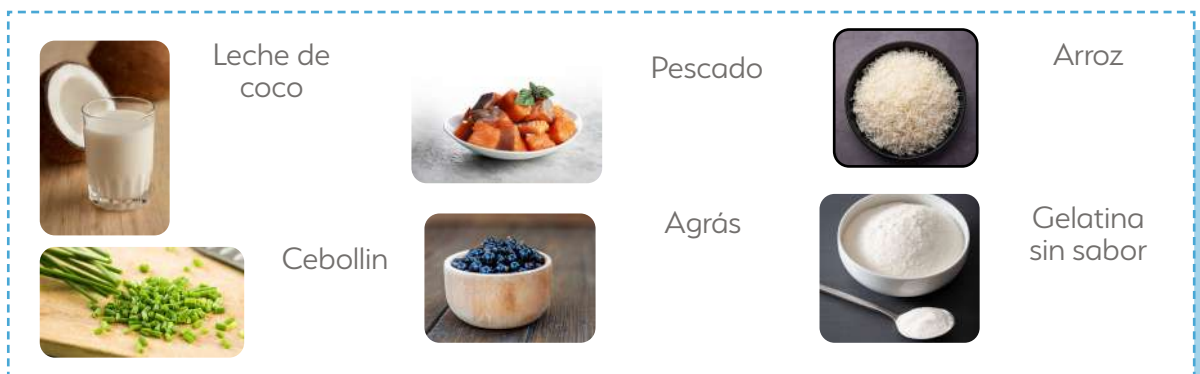 Leche de
coco
Pescado
Arroz
Cebollin
Agrás
Gelatina
sin sabor